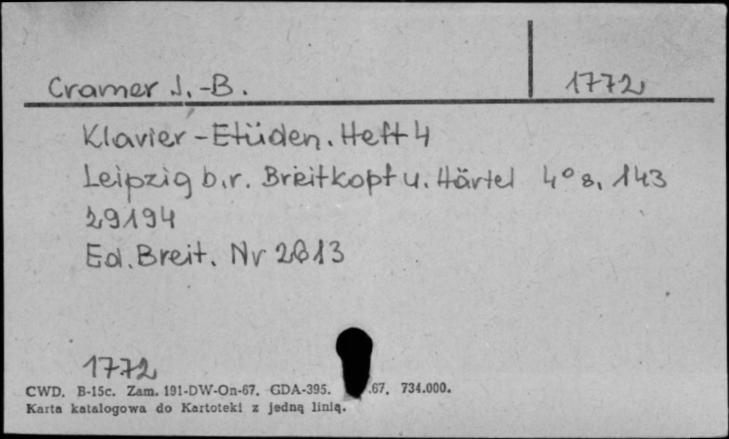 Cramer J.-B. 1772
Klavier-Etüden. Heft 4
Leipzig b.r. Breitkopf u. Härtel 4° s. 143
29194
Ed. Breit. Nr 2613
1772
CWD. B-15c. Zam. 191-DW-On-67. GDA-395. .67. 734.000.
Karta katalogowa do Kartoteki z jedną linią.